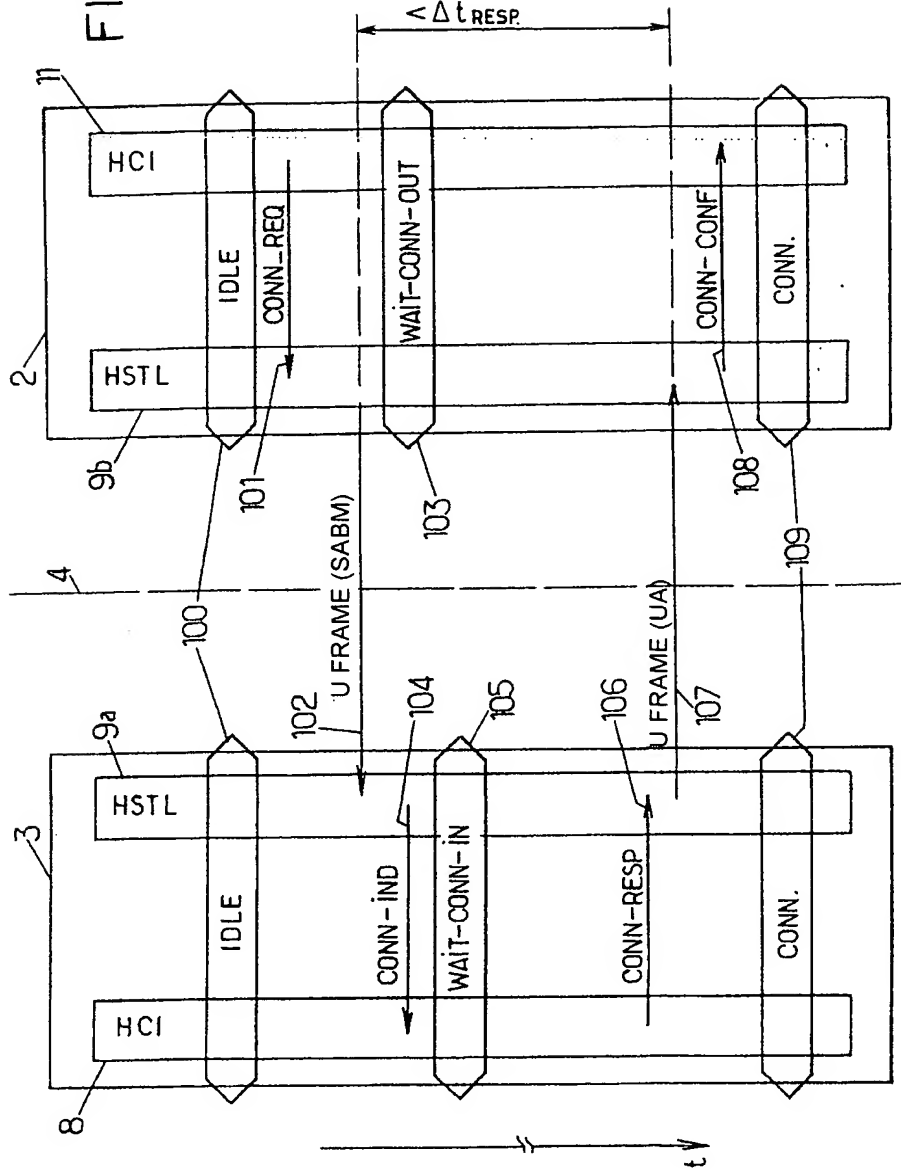 FI
< Δ t RESP.
2
11
HCI
IDLE
CONN-REQ
WAIT-CONN-OUT
CONN-CONF
CONN.
HSTL
9b
101
103
108
4
100
U FRAME (SABM)
109
102
104
105
106
U FRAME (UA)
107
3
9a
HSTL
IDLE
CONN-IND
WAIT-CONN-IN
CONN-RESP
CONN.
HCI
8
t